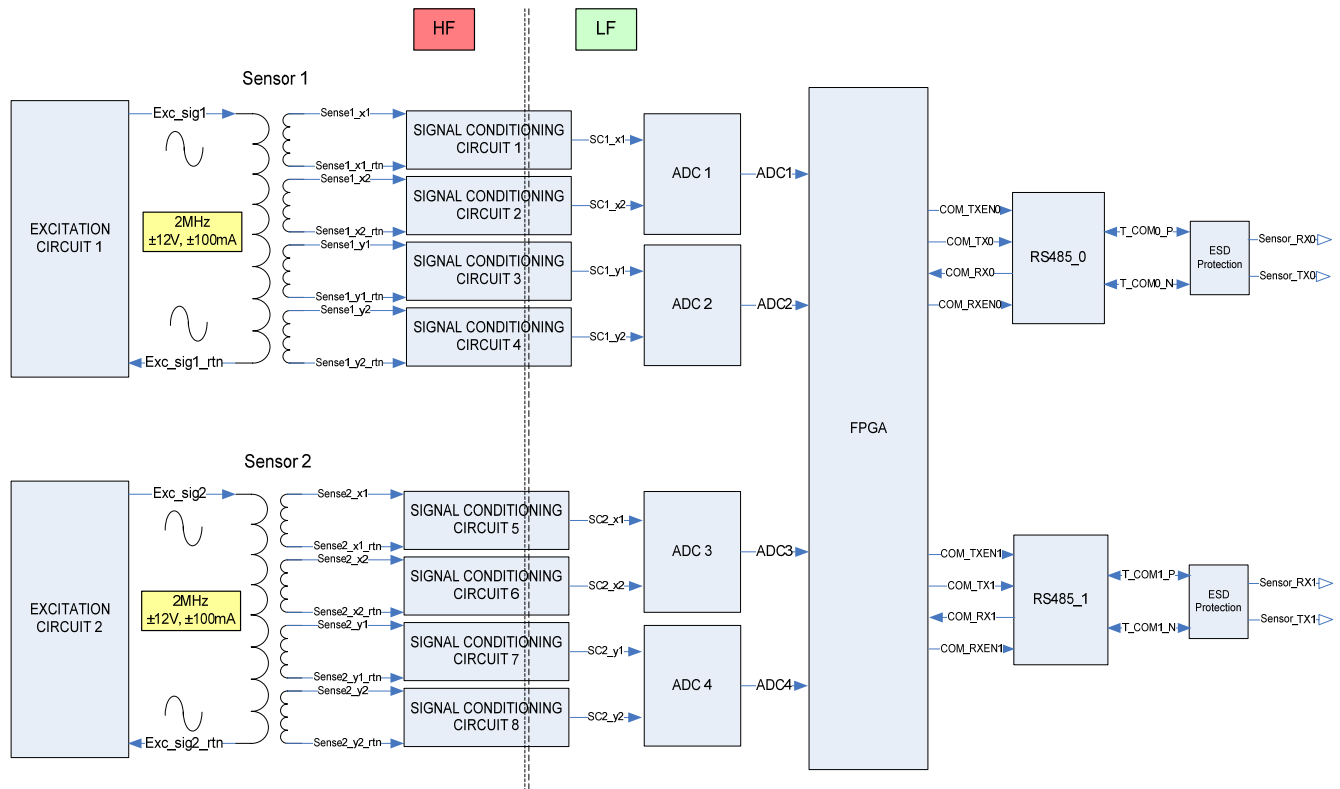 HF
LF
Sensor 1
EXCITATION
CIRCUIT 1
Exc_sig1
2MHz
±12V, ±100mA
Exc_sig1_rtn
Sense1_x1
Sense1_x1_rtn
Sense1_x2
Sense1_x2_rtn
Sense1_y1
Sense1_y1_rtn
Sense1_y2
Sense1_y2_rtn
SIGNAL CONDITIONING
CIRCUIT 1
SIGNAL CONDITIONING
CIRCUIT 2
SIGNAL CONDITIONING
CIRCUIT 3
SIGNAL CONDITIONING
CIRCUIT 4
SC1_x1
SC1_x2
SC1_y1
SC1_y2
ADC 1
ADC 2
ADC1
ADC2
Sensor 2
EXCITATION
CIRCUIT 2
Exc_sig2
2MHz
±12V, ±100mA
Exc_sig2_rtn
Sense2_x1
Sense2_x1_rtn
Sense2_x2
Sense2_x2_rtn
Sense2_y1
Sense2_y1_rtn
Sense2_y2
Sense2_y2_rtn
SIGNAL CONDITIONING
CIRCUIT 5
SIGNAL CONDITIONING
CIRCUIT 6
SIGNAL CONDITIONING
CIRCUIT 7
SIGNAL CONDITIONING
CIRCUIT 8
SC2_x1
SC2_x2
SC2_y1
SC2_y2
ADC 3
ADC 4
ADC3
ADC4
FPGA
COM_TXEN0
COM_TX0
COM_RX0
COM_RXEN0
RS485_0
T_COM0_P
T_COM0_N
ESD
Protection
Sensor_RX0
Sensor_TX0
COM_TXEN1
COM_TX1
COM_RX1
COM_RXEN1
RS485_1
T_COM1_P
T_COM1_N
ESD
Protection
Sensor_RX1
Sensor_TX1